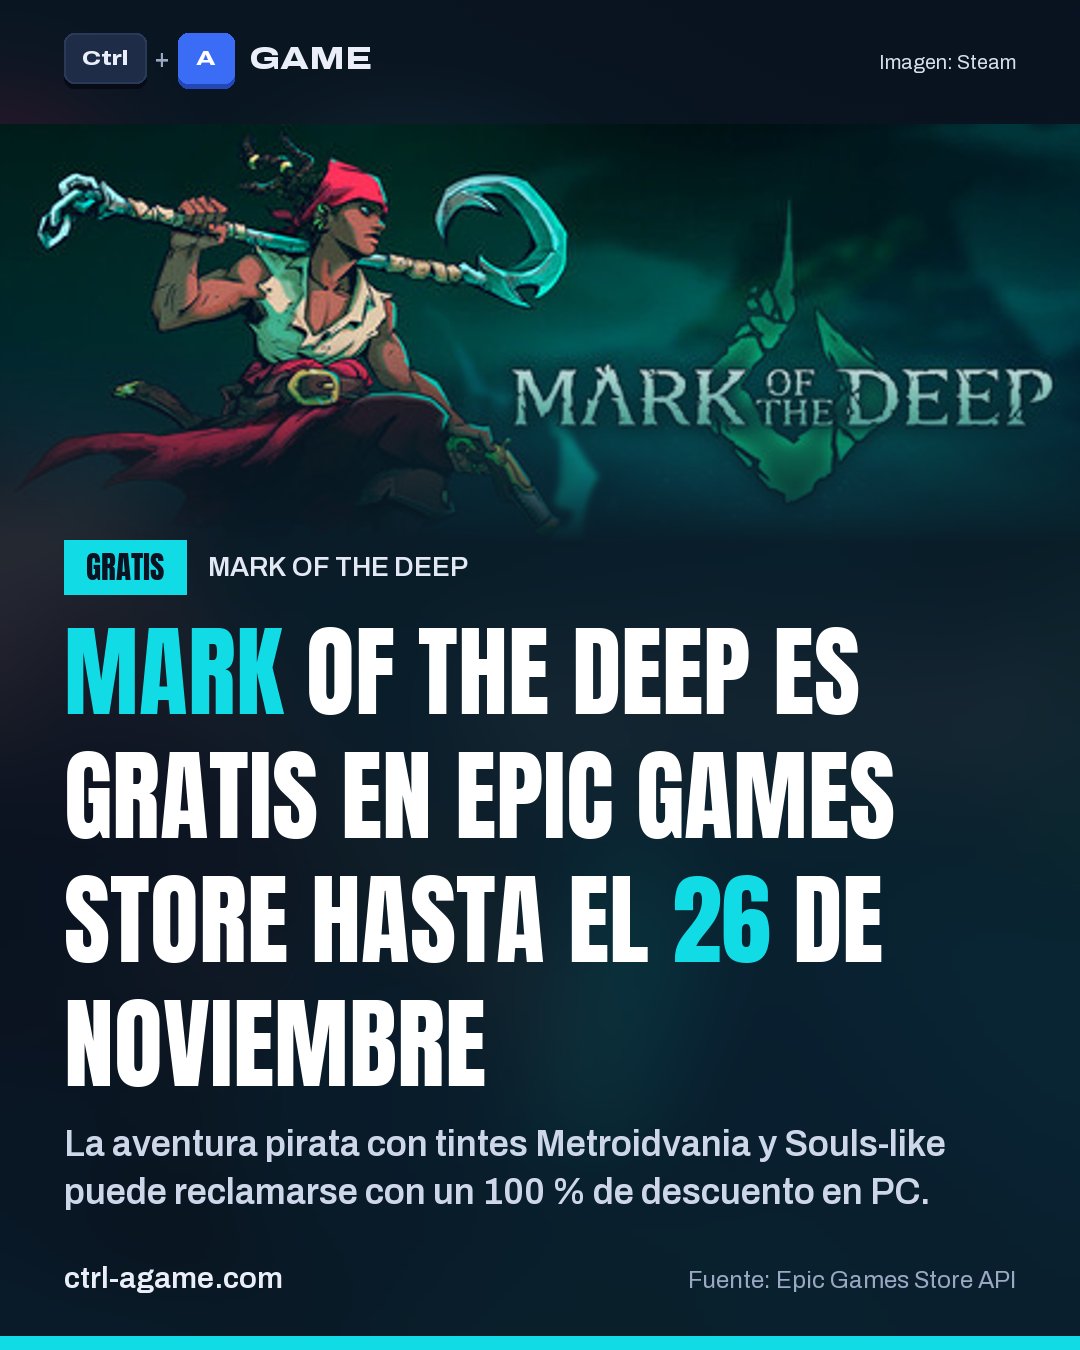 Ctrl + A GAME
Imagen: Steam
MARK OF THE DEEP
GRATIS MARK OF THE DEEP
MARK OF THE DEEP ES
GRATIS EN EPIC GAMES
STORE HASTA EL 26 DE
NOVIEMBRE
La aventura pirata con tintes Metroidvania y Souls-like
puede reclamarse con un 100 % de descuento en PC.
ctrl-agame.com
Fuente: Epic Games Store API